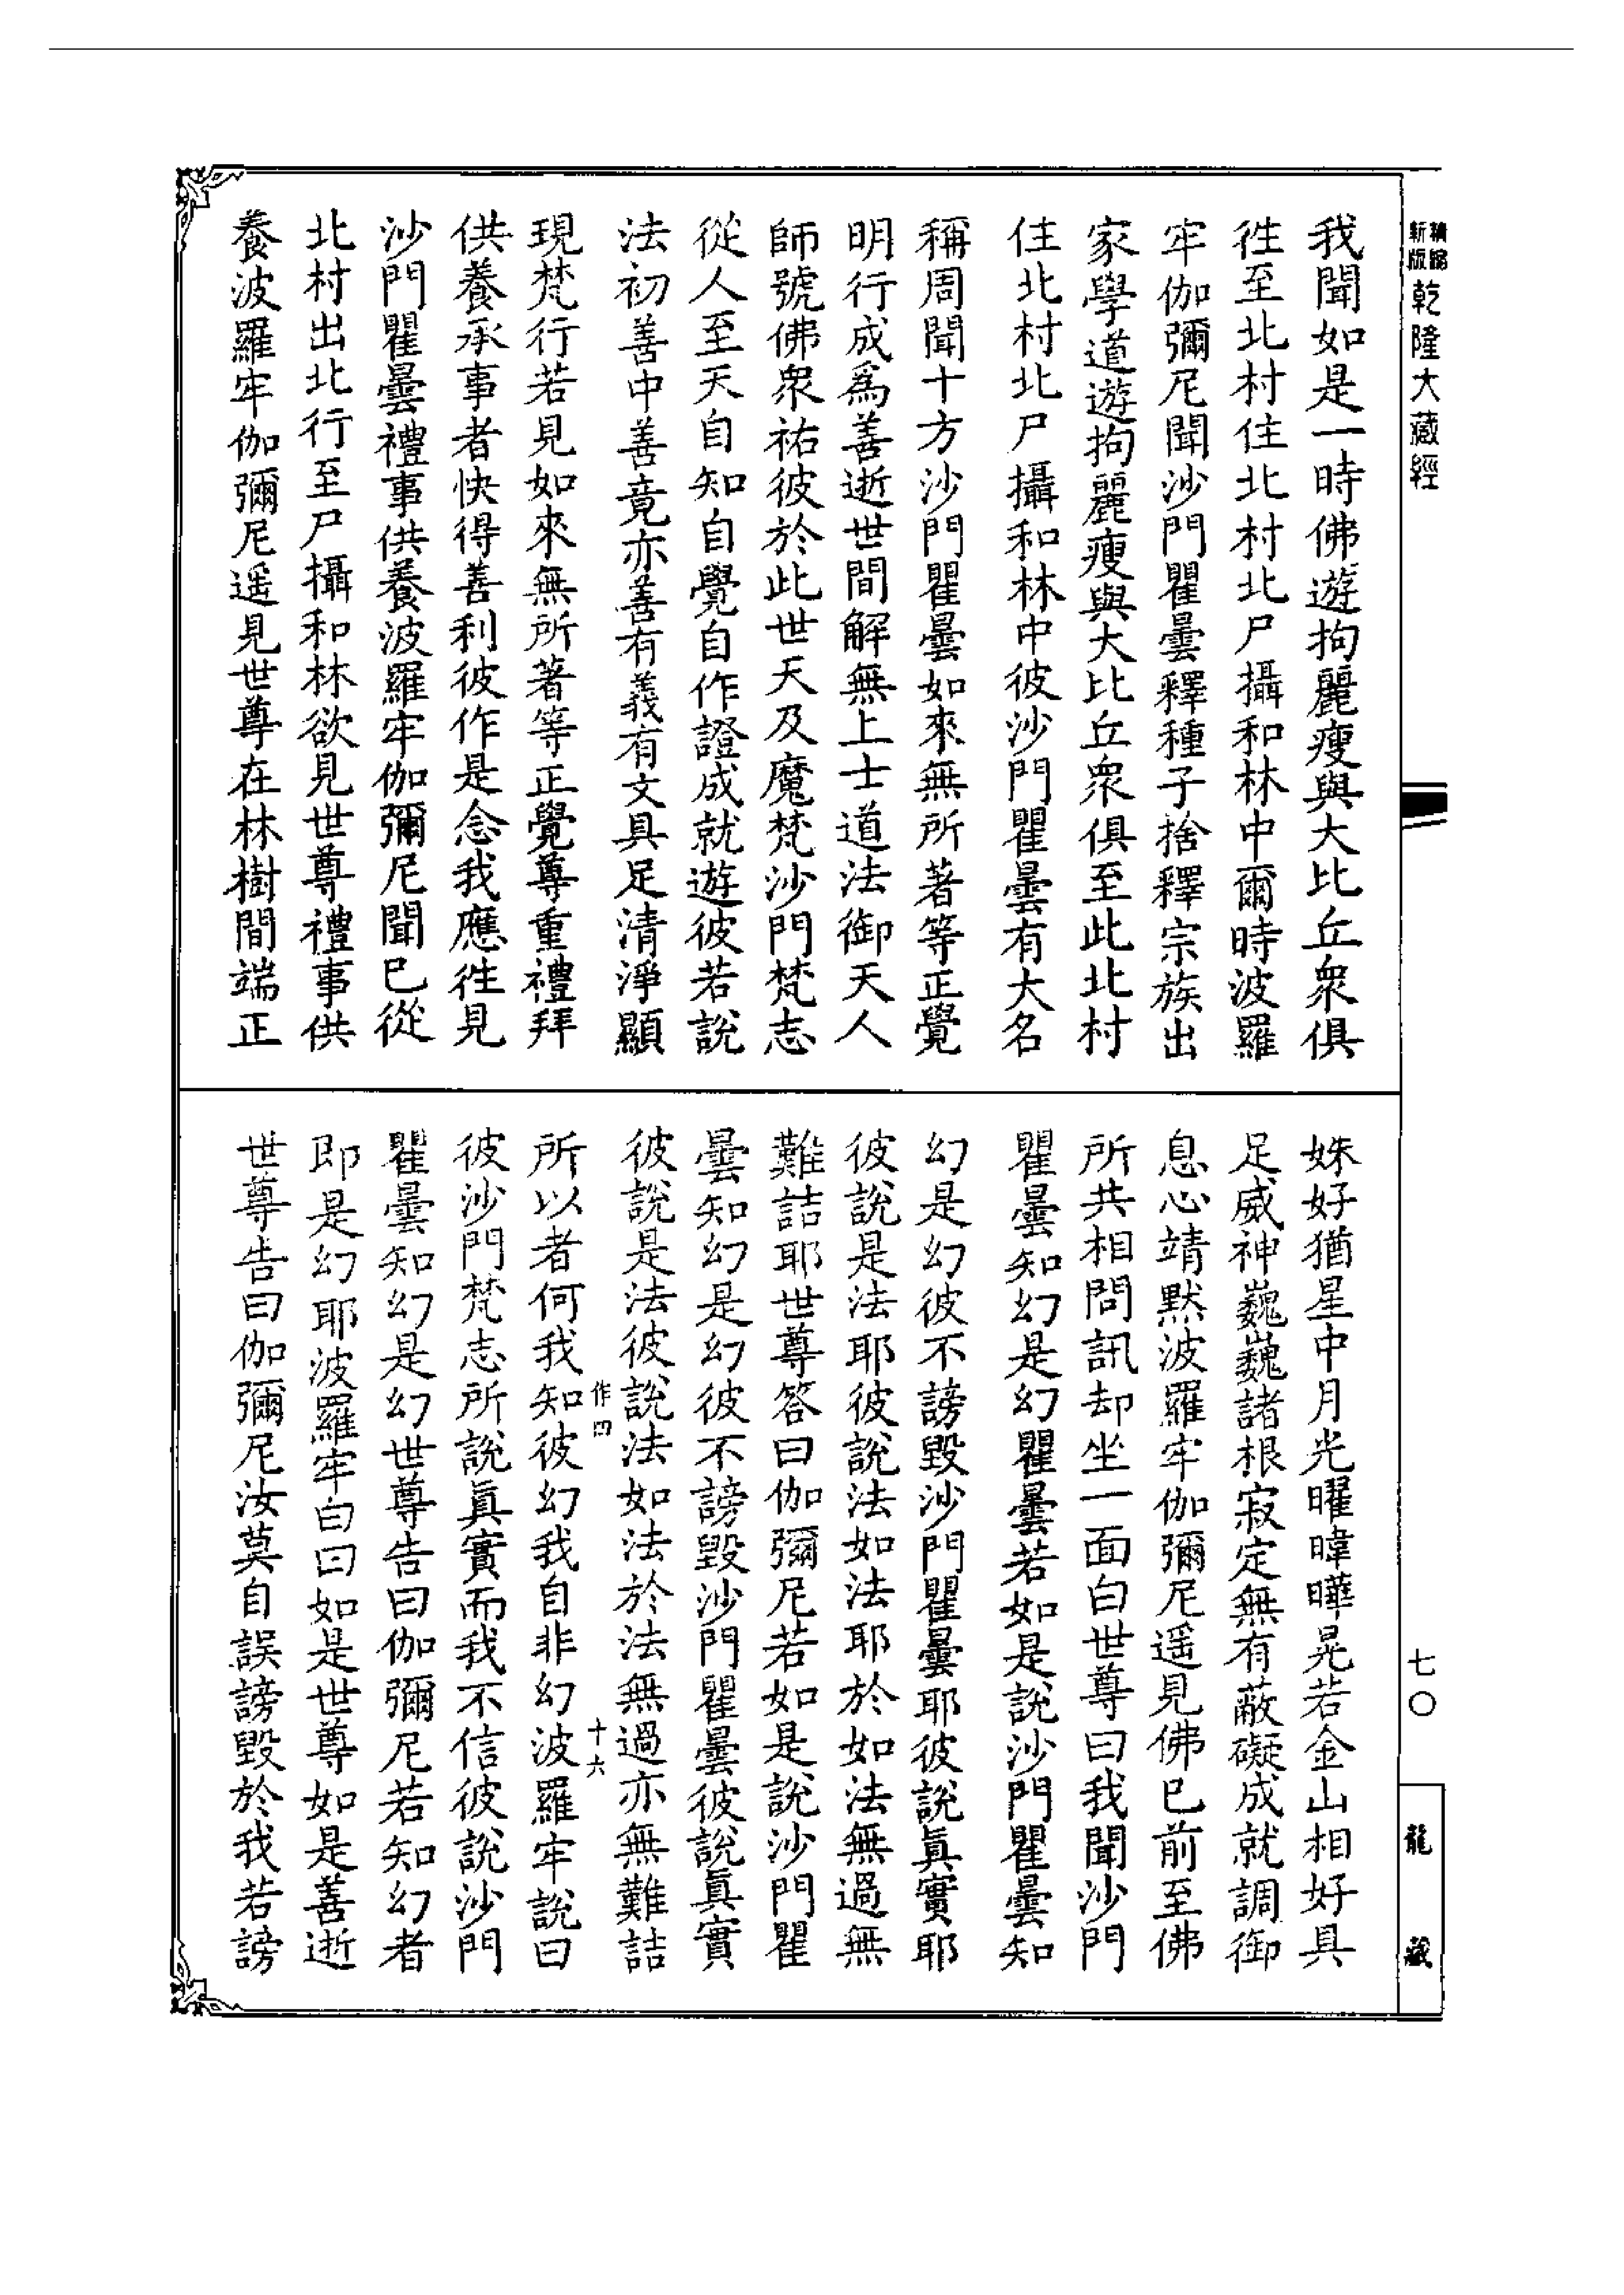 新版
精縮
乾隆大藏經
七〇
龍藏
我聞如是一時佛遊拘麗瘦與大比丘衆俱
徃至北村住北村北尸攝和林中爾時波羅
牢伽彌尼聞沙門瞿曇釋種子捨釋宗族出
家學道遊拘麗瘦與大比丘衆俱至此北村
住北村北尸攝和林中彼沙門瞿曇有大名
稱周聞十方沙門瞿曇如來無所著等正覺
明行成爲善逝世間解無上士道法御天人
師號佛衆祐彼於此世天及魔梵沙門梵志
從人至天自知自覺自作證成就遊彼若說
法初善中善竟亦善有義有文具足清淨顯
現梵行若見如來無所著等正覺尊重禮拜
供養承事者快得善利彼作是念我應徃見
沙門瞿曇禮事供養波羅牢伽彌尼聞已從
北村出北行至尸攝和林欲見世尊禮事供
養波羅牢伽彌尼遥見世尊在林樹間端正
姝好猶星中月光曜暐曄晃若金山相好具
足威神巍巍諸根寂定無有蔽礙成就調御
息心靖默波羅牢伽彌尼遥見佛已前至佛
所共相問訊却坐一面白世尊曰我聞沙門
瞿曇知幻是幻瞿曇若如是說沙門瞿曇知
幻是幻彼不謗毀沙門瞿曇耶彼說眞實耶
彼說是法耶彼說法如法耶於如法無過無
難詰耶世尊答曰伽彌尼若如是說沙門瞿
曇知幻是幻彼不謗毀沙門瞿曇彼說眞實
彼說是法彼說法如法於法無過亦無難詰
作四
十六
所以者何我知彼幻我自非幻波羅牢說曰
彼沙門梵志所說眞實而我不信彼說沙門
瞿曇知幻是幻世尊告曰伽彌尼若知幻者
即是幻耶波羅牢白曰如是世尊如是善逝
世尊告曰伽彌尼汝莫自誤謗毀於我若謗